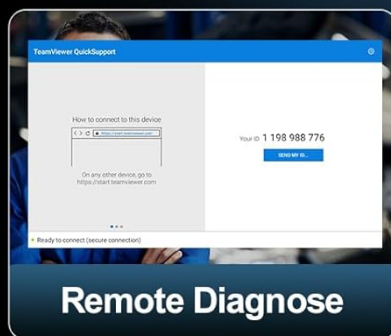 TeamViewer QuickSupport
How to connect to this device
https://start.teamviewer.com
On any other device, go to
https://start.teamviewer.com
Your ID 1 198 988 776
SEND MY ID...
Ready to connect (secure connection)
Remote Diagnose